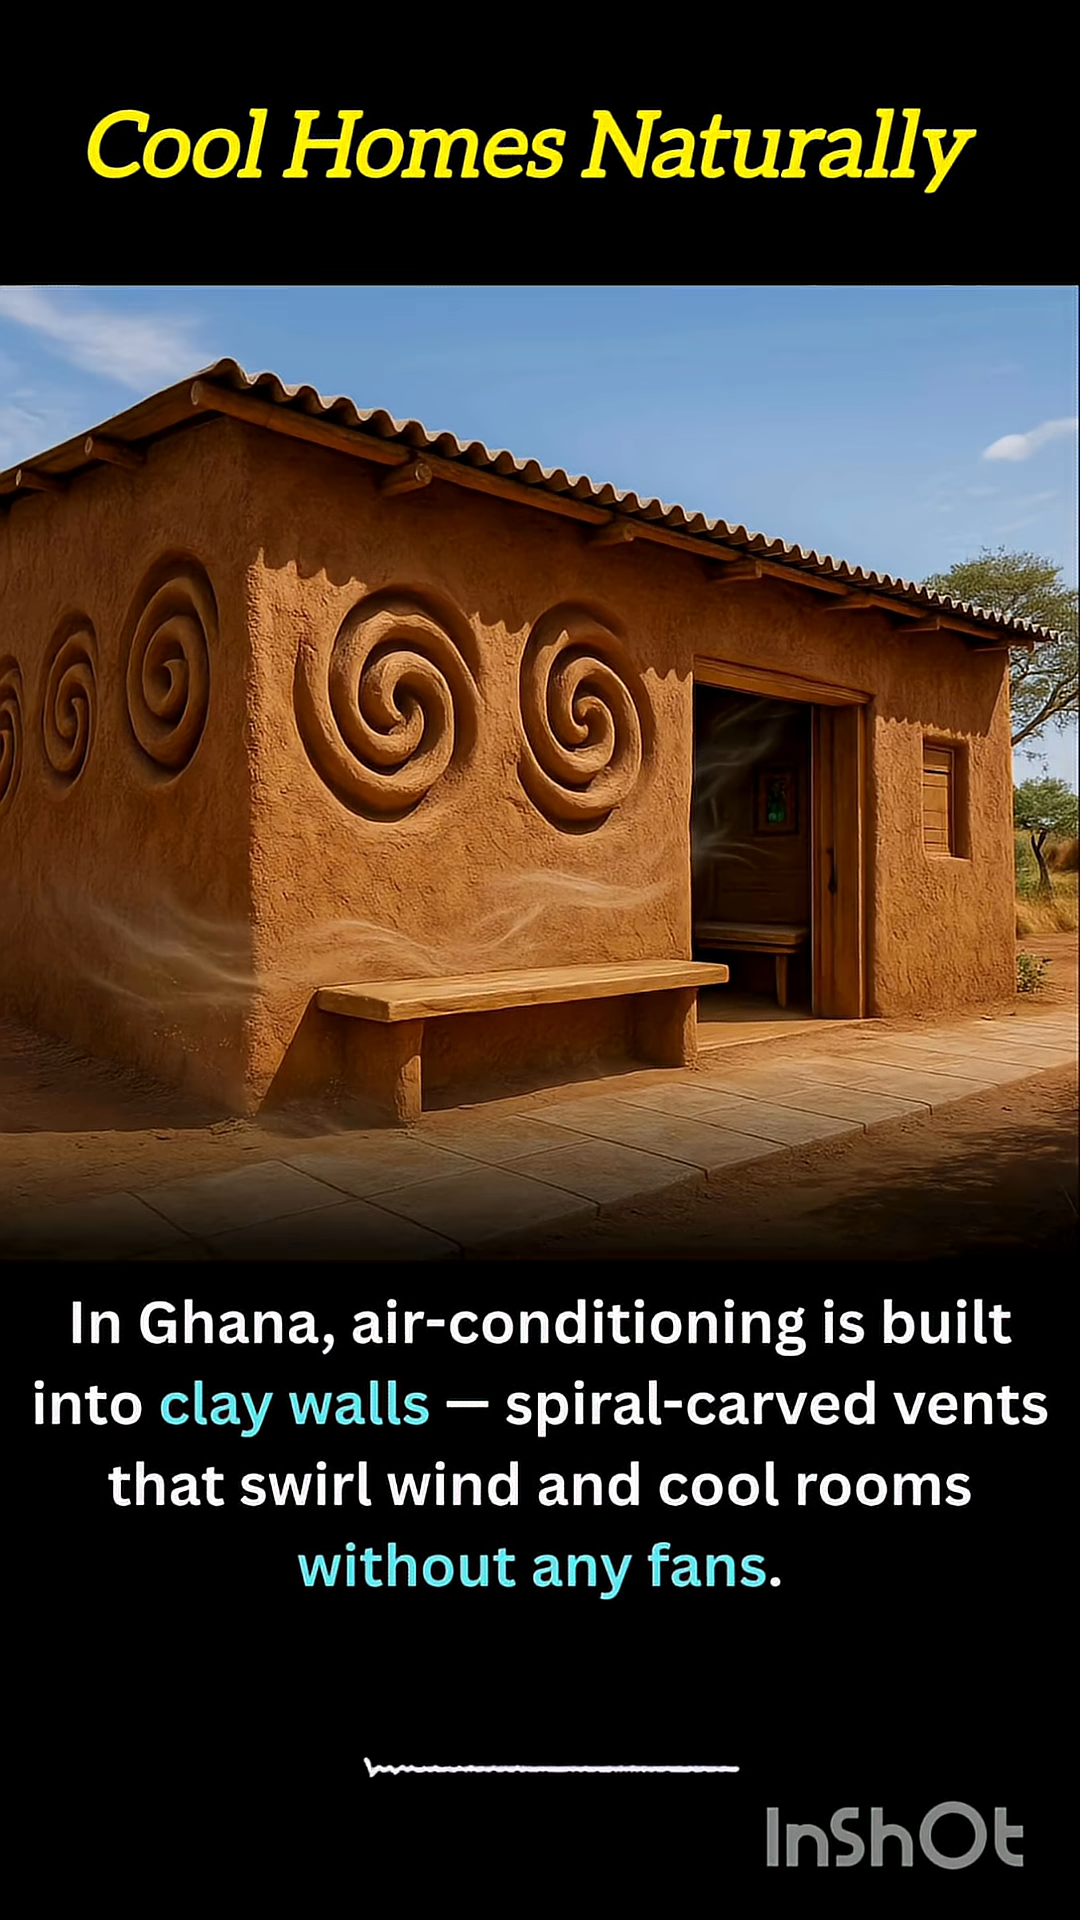 Cool Homes Naturally
In Ghana, air-conditioning is built
into clay walls — spiral-carved vents
that swirl wind and cool rooms
without any fans.
InShOt